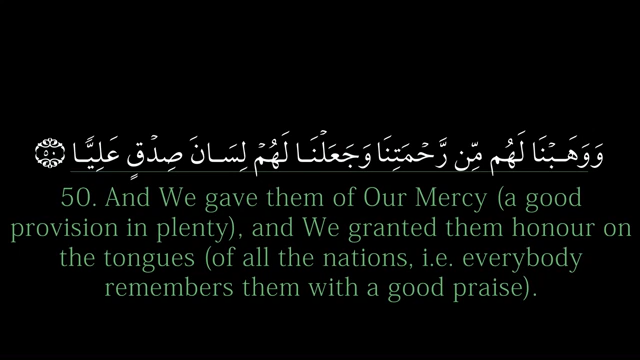 وَوَهَبۡنَا لَهُم مِّن رَّحۡمَتِنَا وَجَعَلۡنَا لَهُمۡ لِسَانَ صِدۡقٍ عَلِيّٗا ٥٠
50. And We gave them of Our Mercy (a good
provision in plenty), and We granted them honour on
the tongues (of all the nations, i.e. everybody
remembers them with a good praise).